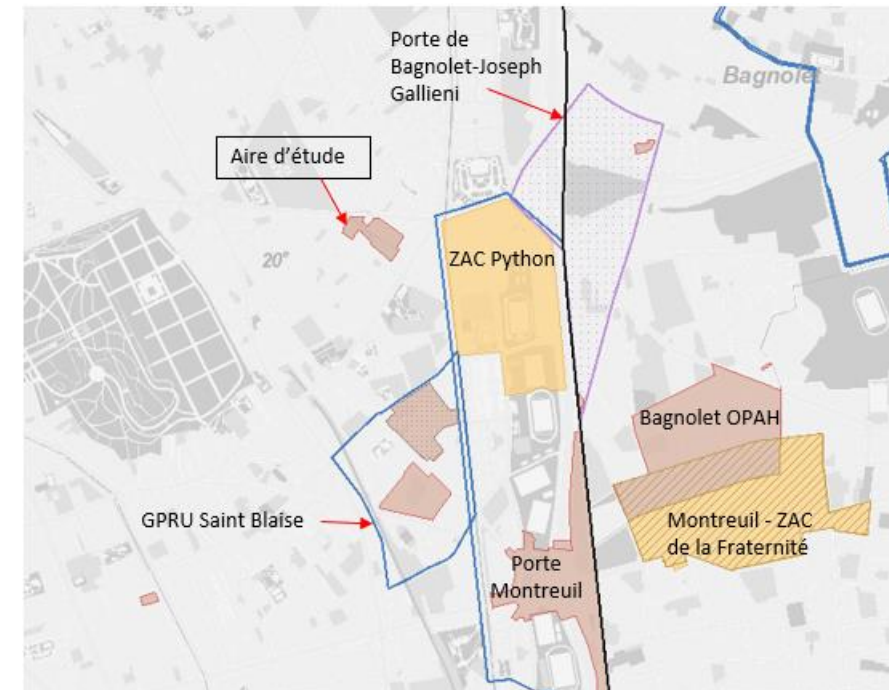 Porte de
Bagnolet-Joseph
Gallieni
Bagnolet
Aire d'étude
20e
ZAC Python
Bagnolet OPAH
GPRU Saint Blaise
Montreuil - ZAC
de la Fraternité
Porte
Montreuil